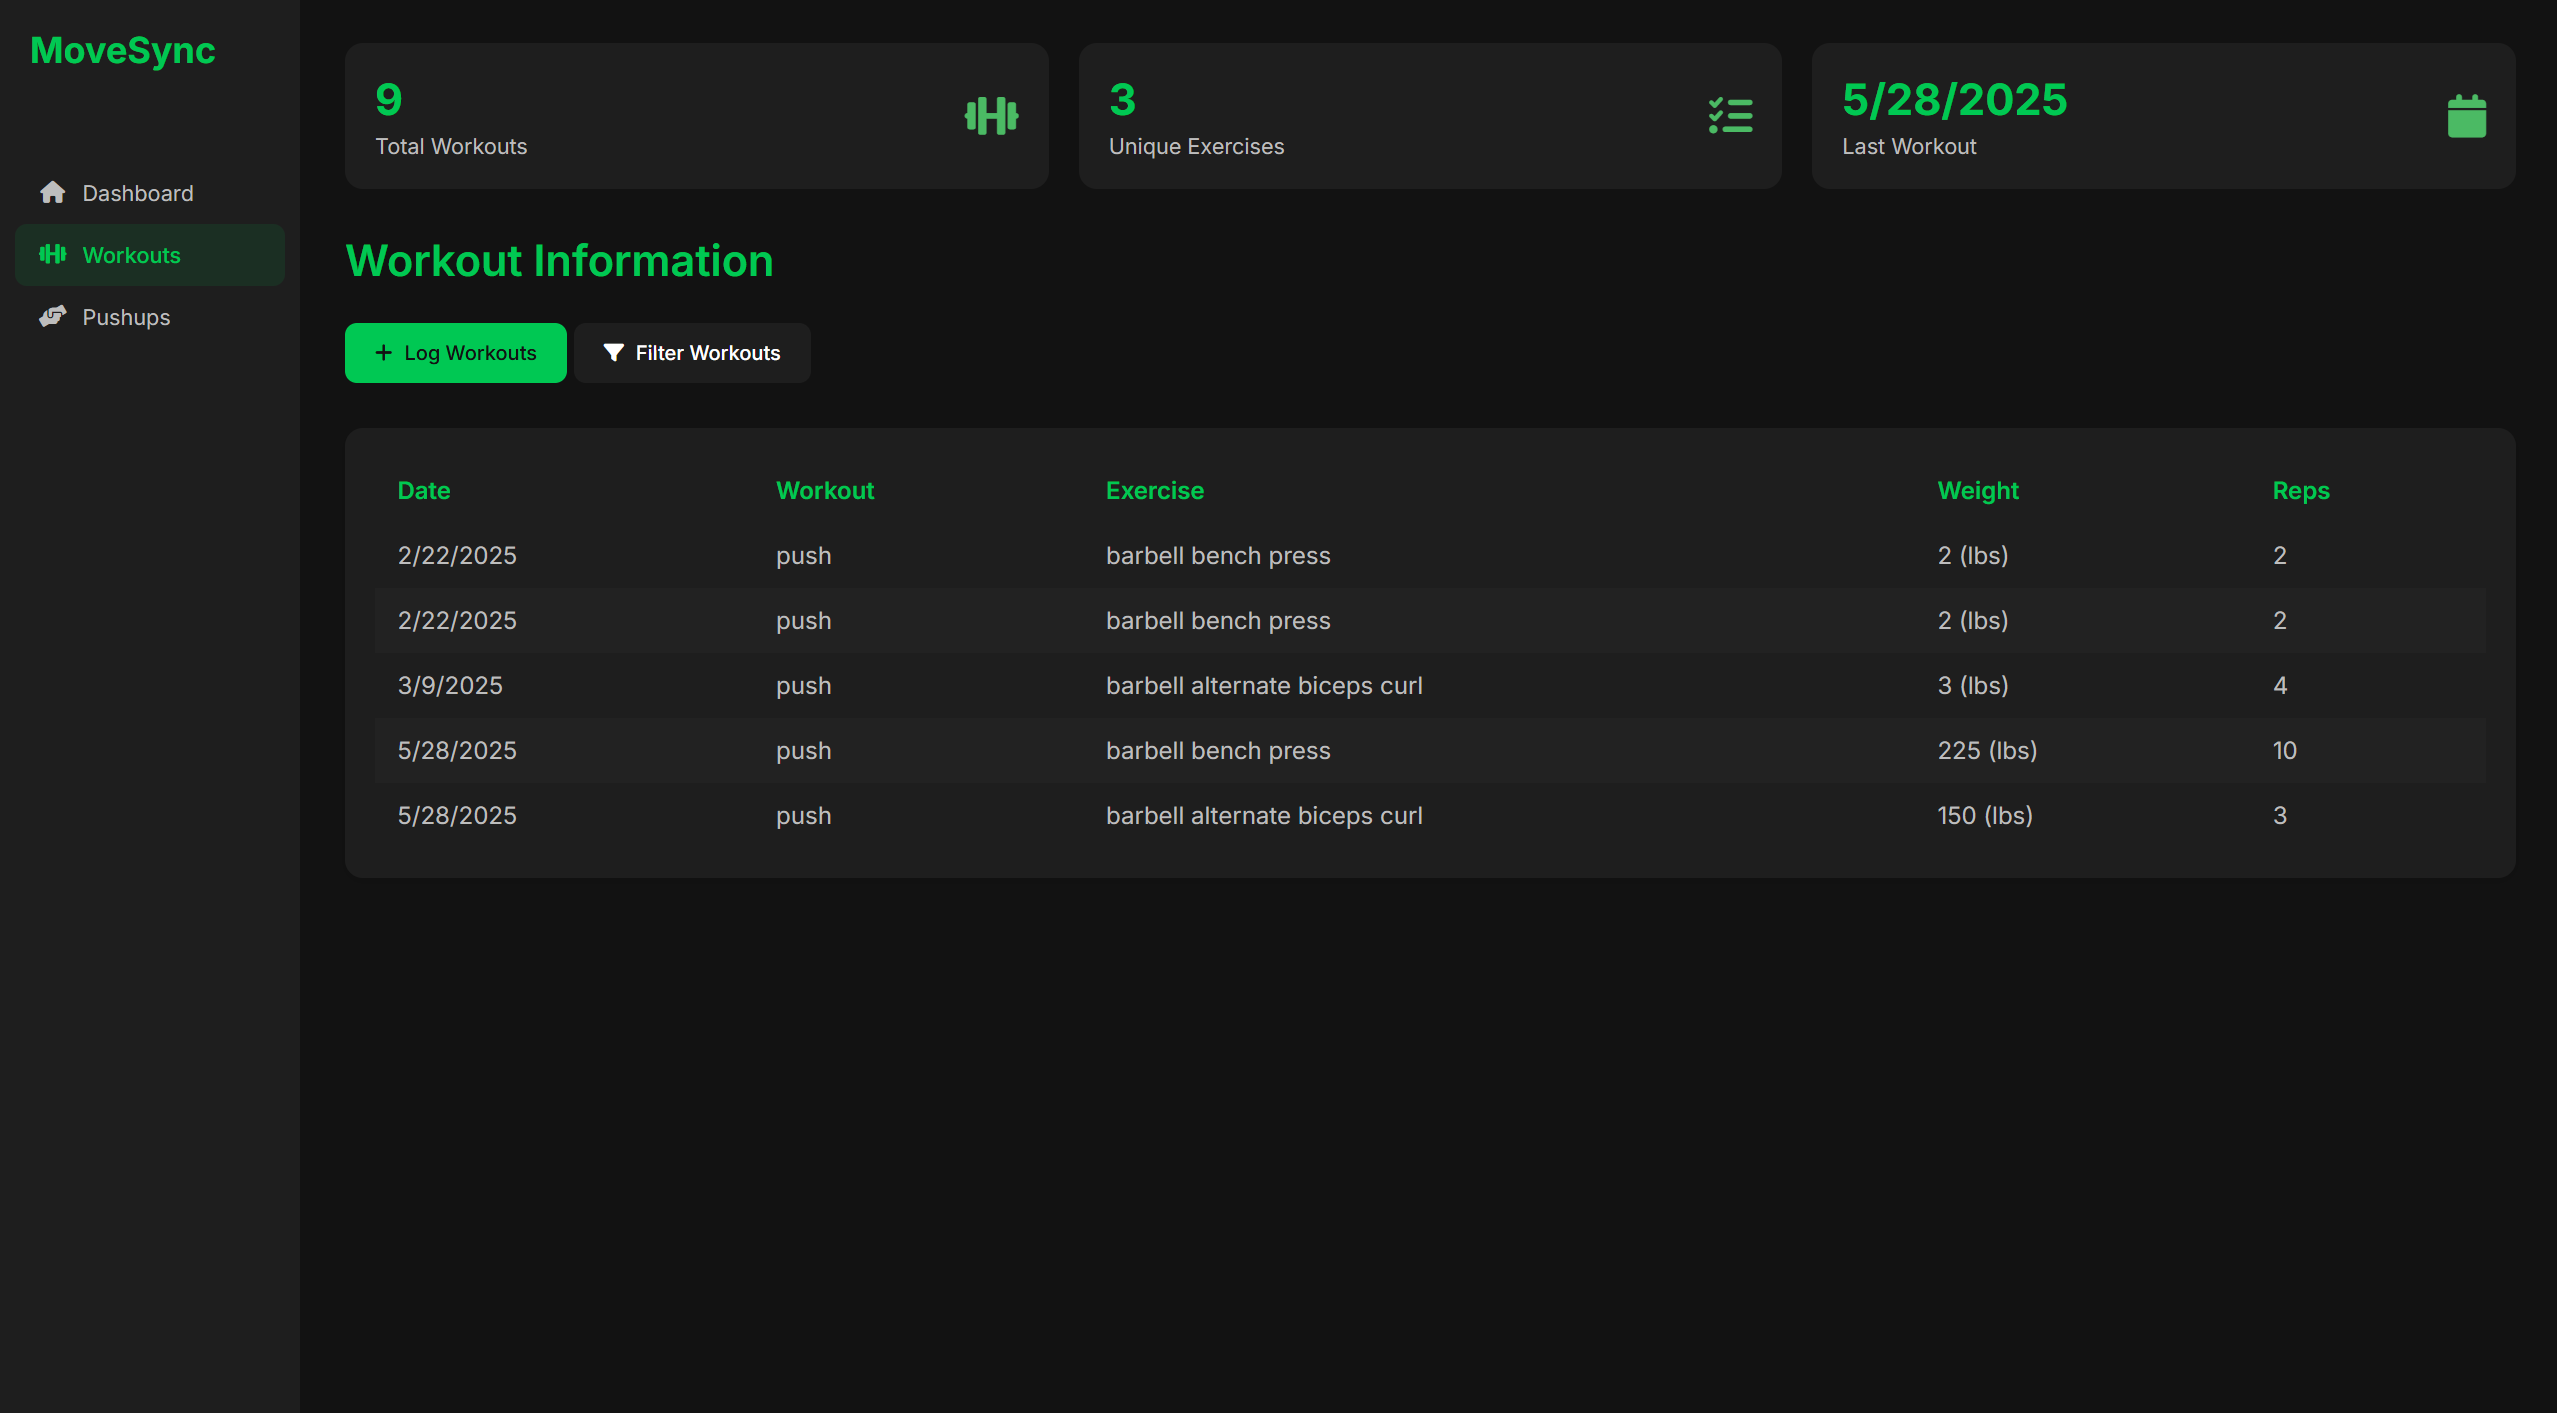 MoveSync
Dashboard
Workouts
Pushups
9
Total Workouts
3
Unique Exercises
5/28/2025
Last Workout
Workout Information
+ Log Workouts
Filter Workouts
Date Workout Exercise Weight Reps
2/22/2025 push barbell bench press 2 (lbs) 2
2/22/2025 push barbell bench press 2 (lbs) 2
3/9/2025 push barbell alternate biceps curl 3 (lbs) 4
5/28/2025 push barbell bench press 225 (lbs) 10
5/28/2025 push barbell alternate biceps curl 150 (lbs) 3